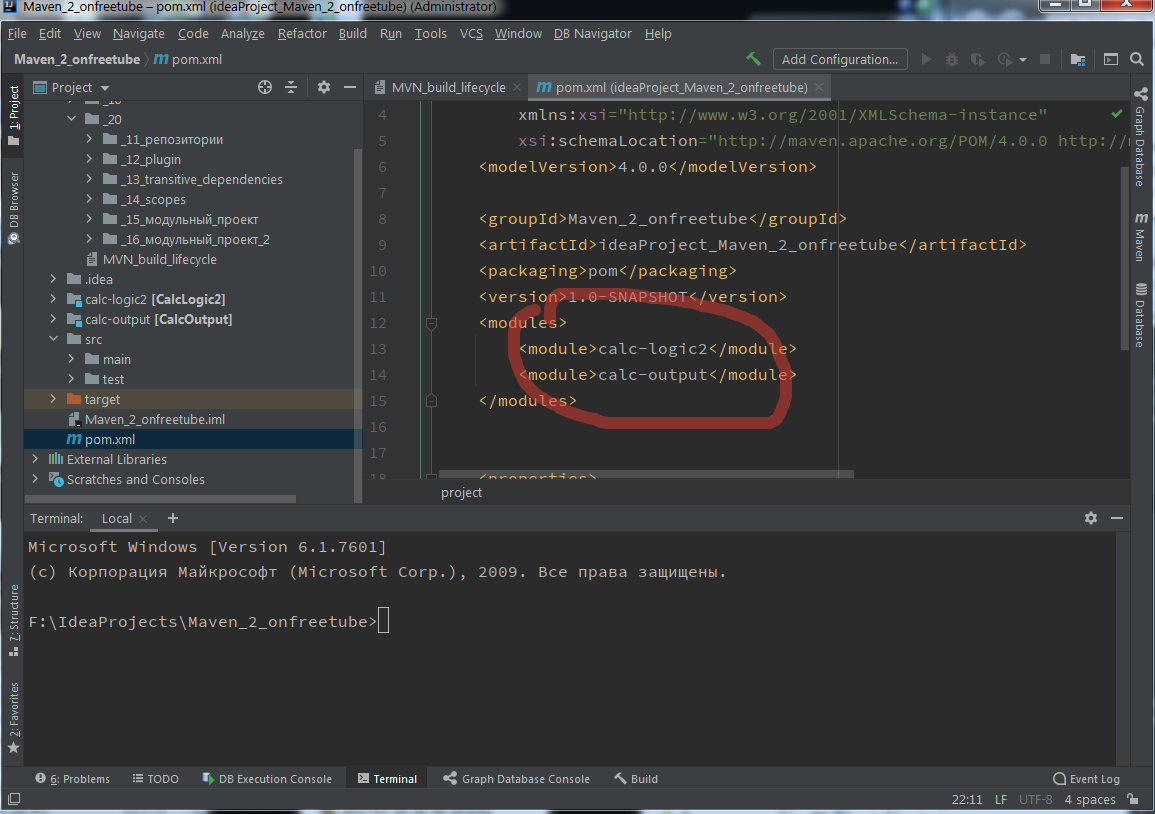 Maven_2_onfreetube – pom.xml (ideaProject_Maven_2_onfreetube) (Administrator)
File Edit View Navigate Code Analyze Refactor Build Run Tools VCS Window DB Navigator Help
Maven_2_onfreetube pom.xml
Add Configuration...
1: Project
DB Browser
7: Structure
2: Favorites
Project
_20
_11_репозитории
_12_plugin
_13_transitive_dependencies
_14_scopes
_15_модульный_проект
_16_модульный_проект_2
MVN_build_lifecycle
.idea
calc-logic2 [CalcLogic2]
calc-output [CalcOutput]
src
main
test
target
Maven_2_onfreetube.iml
pom.xml
External Libraries
Scratches and Consoles
MVN_build_lifecycle
pom.xml (ideaProject_Maven_2_onfreetube)
4 xmlns:xsi="http://www.w3.org/2001/XMLSchema-instance"
5 xsi:schemaLocation="http://maven.apache.org/POM/4.0.0 http://
6 <modelVersion>4.0.0</modelVersion>
7
8 <groupId>Maven_2_onfreetube</groupId>
9 <artifactId>ideaProject_Maven_2_onfreetube</artifactId>
10 <packaging>pom</packaging>
11 <version>1.0-SNAPSHOT</version>
12 <modules>
13 <module>calc-logic2</module>
14 <module>calc-output</module>
15 </modules>
16
17
18 <properties>
project
Graph Database
Maven
Database
Terminal: Local
Microsoft Windows [Version 6.1.7601]
(c) Корпорация Майкрософт (Microsoft Corp.), 2009. Все права защищены.
F:\IdeaProjects\Maven_2_onfreetube>
6: Problems TODO DB Execution Console Terminal Graph Database Console Build Event Log
22:11 LF UTF-8 4 spaces